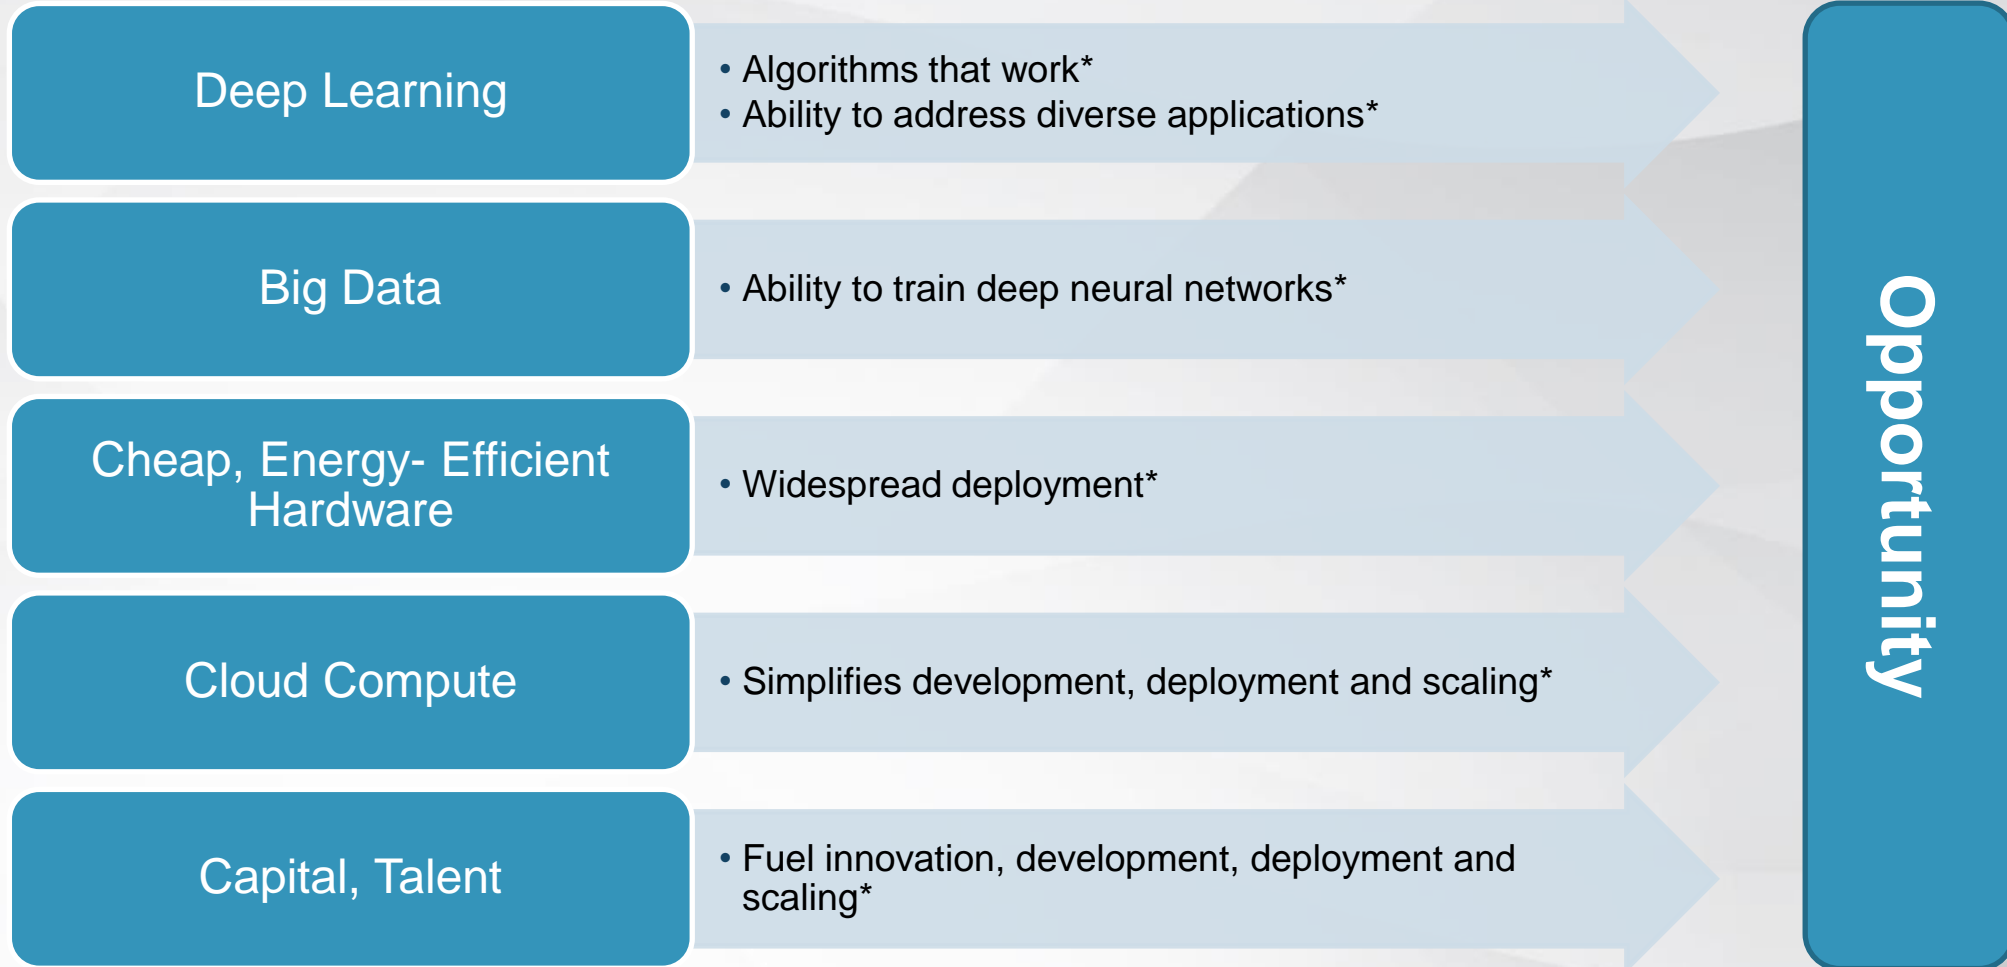 Deep Learning
• Algorithms that work*
• Ability to address diverse applications*
Big Data
• Ability to train deep neural networks*
Cheap, Energy- Efficient
Hardware
• Widespread deployment*
Cloud Compute
• Simplifies development, deployment and scaling*
Capital, Talent
• Fuel innovation, development, deployment and
scaling*
Opportunity